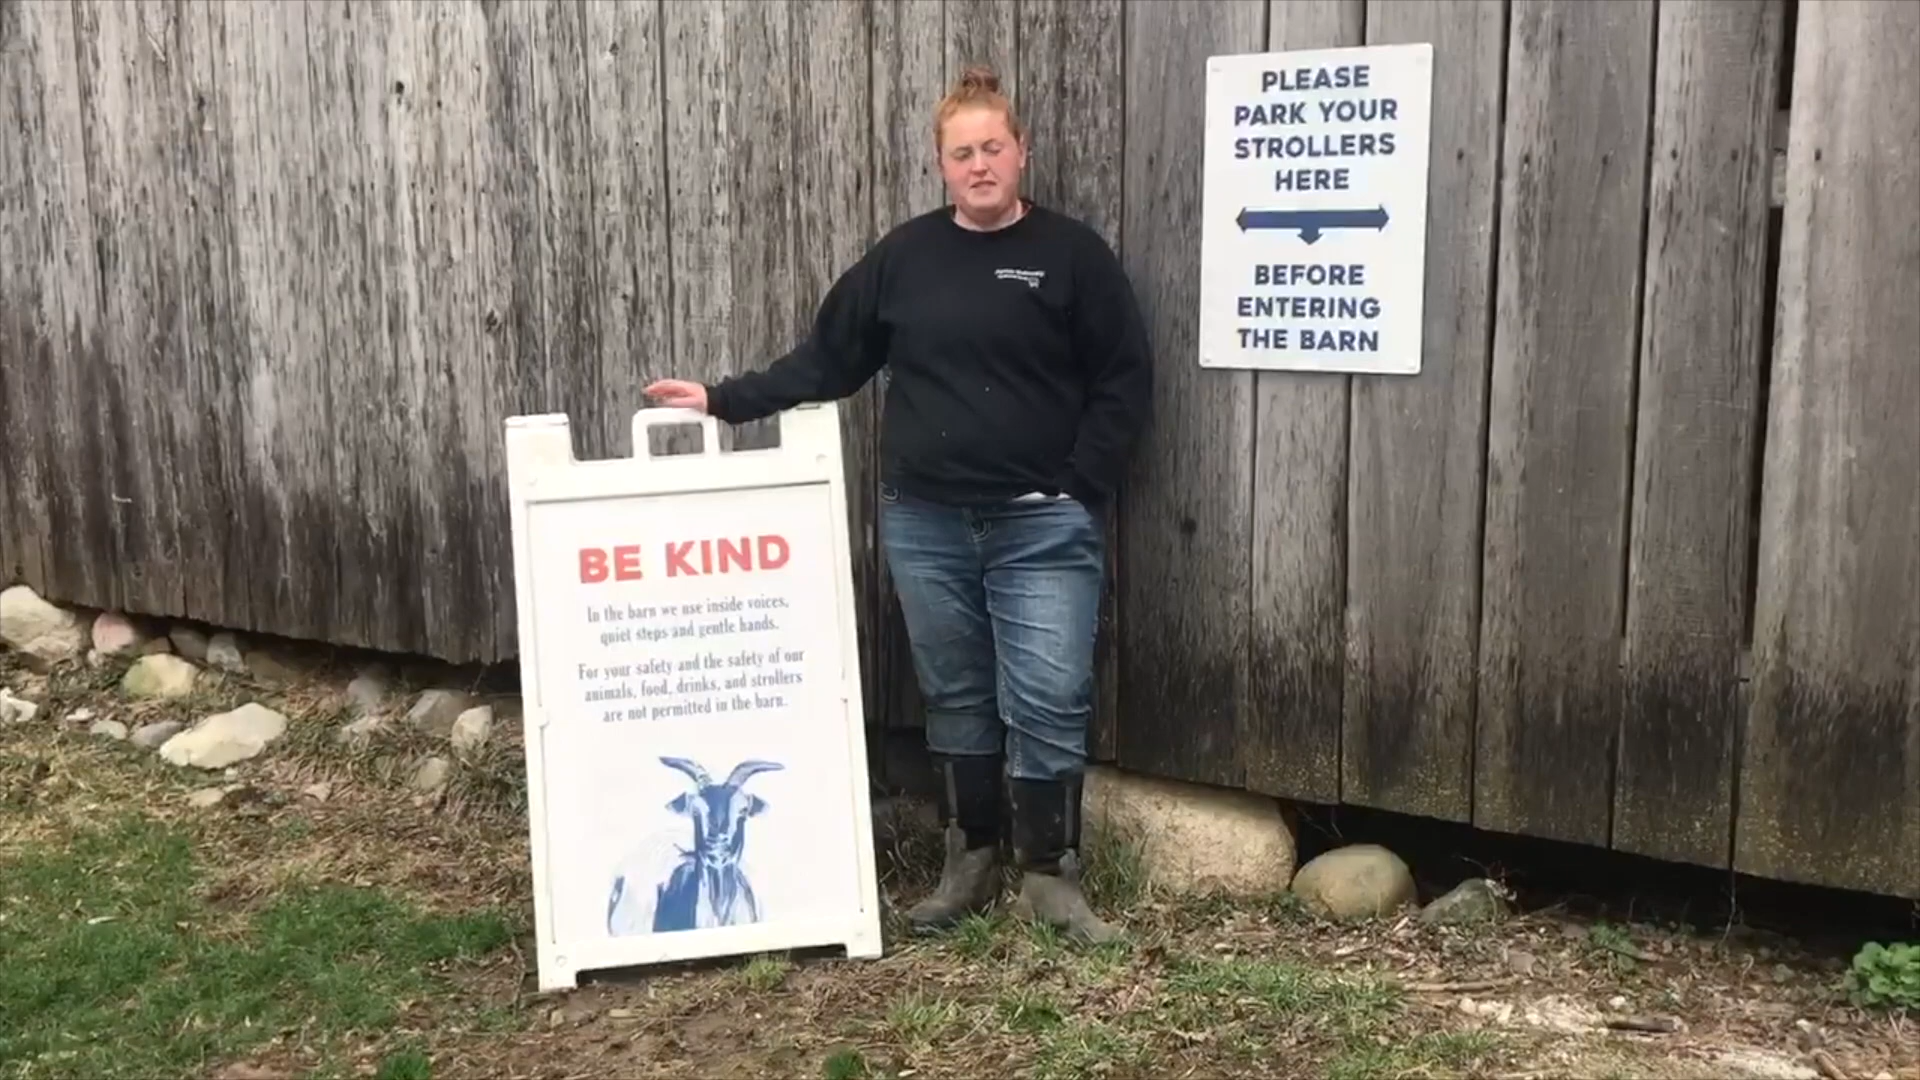 BE KIND
In the barn we use inside voices,
quiet steps and gentle hands.
For your safety and the safety of our
animals, food, drinks, and strollers
are not permitted in the barn.
PLEASE
PARK YOUR
STROLLERS
HERE
BEFORE
ENTERING
THE BARN